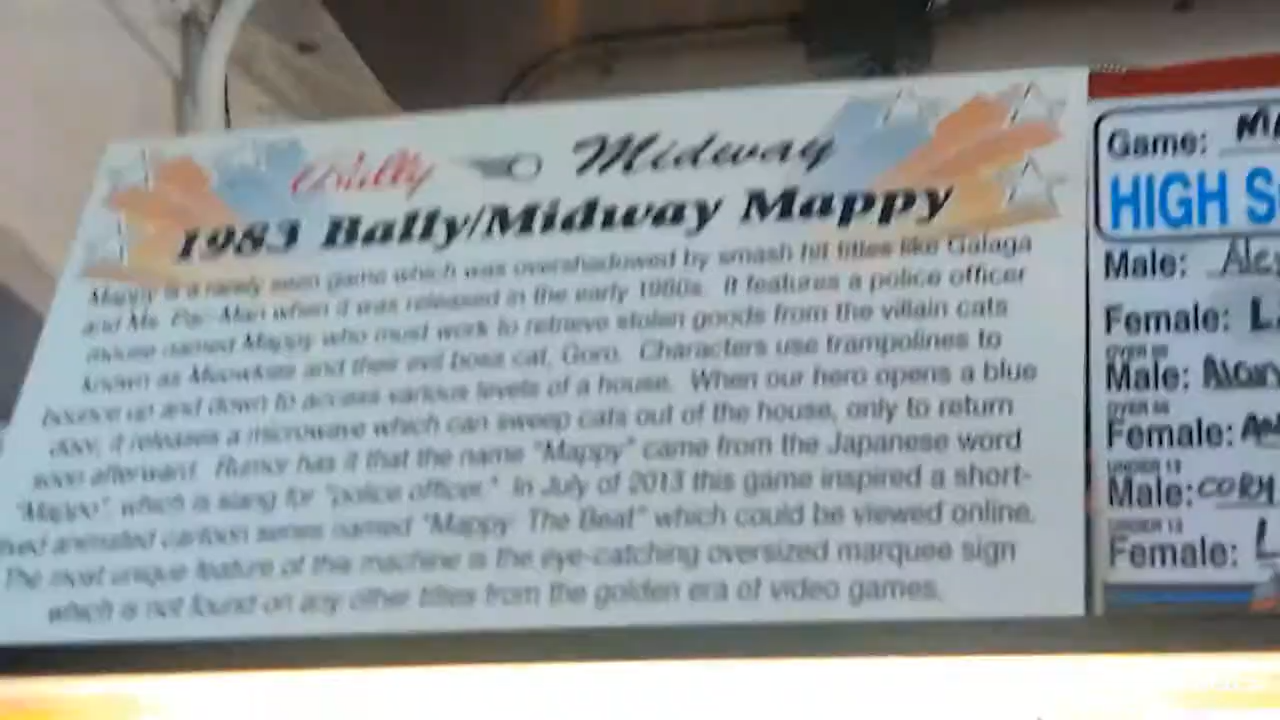 Bally Midway
1983 Bally/Midway Mappy
Mappy is a rarely seen game which was overshadowed by smash hit titles like Galaga
and Ms. Pac-Man when it was released in the early 1980s. It features a police officer
mouse named Mappy who must work to retrieve stolen goods from the villain cats
known as Meowkies and their evil boss cat, Goro. Characters use trampolines to
bounce up and down to access various levels of a house. When our hero opens a blue
door, it releases a microwave which can sweep cats out of the house, only to return
soon afterward. Rumor has it that the name "Mappy" came from the Japanese word
"Mappo", which is slang for "police officer." In July of 2013 this game inspired a short-
lived animated cartoon series named "Mappy: The Beat" which could be viewed online.
The most unique feature of this machine is the eye-catching oversized marquee sign
which is not found on any other titles from the golden era of video games.
Game: MA
HIGH S
Male:
Female: L
Male:
Female:
UNDER 13
Male: CORY
UNDER 13
Female: L